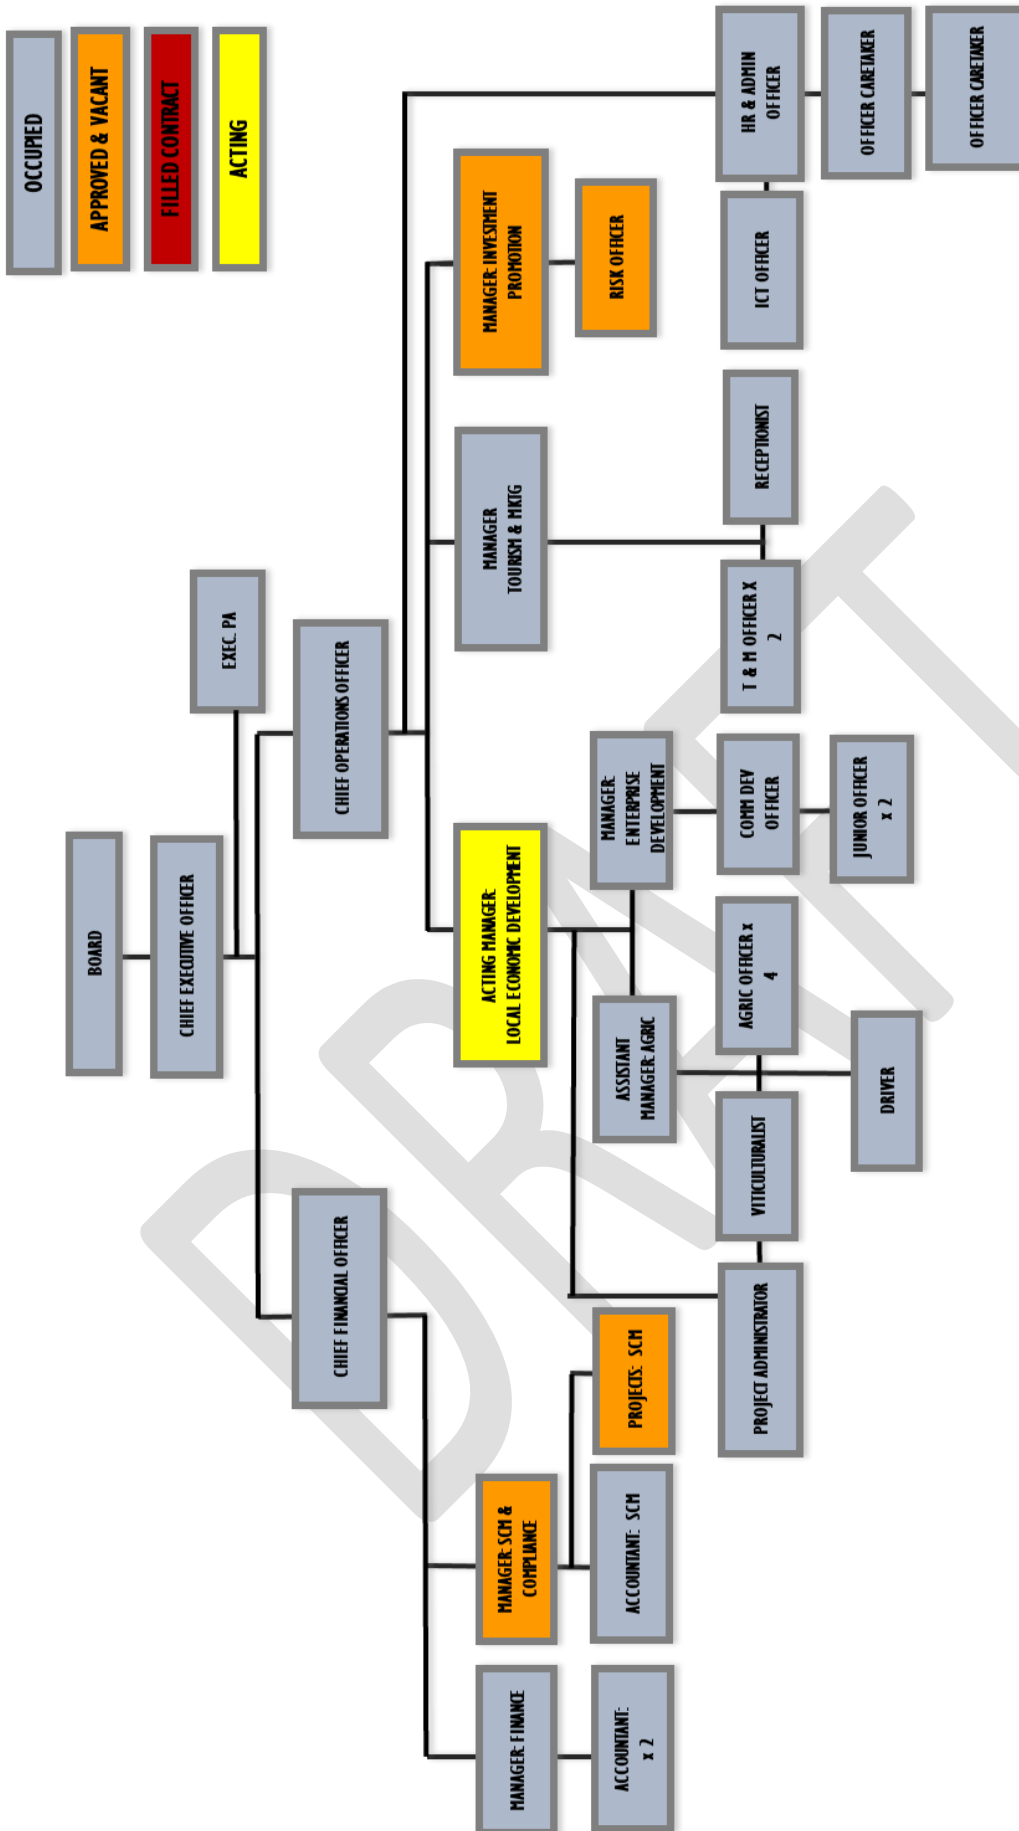 OCCUPIED
APPROVED & VACANT
FILLED CONTRACT
ACTING
BOARD
CHIEF EXECUTIVE OFFICER
EXEC. PA
CHIEF FINANCIAL OFFICER
CHIEF OPERATIONS OFFICER
MANAGER: FINANCE
MANAGER: SCM &
COMPLIANCE
ACTING MANAGER:
LOCAL ECONOMIC DEVELOPMENT
MANAGER
TOURISM & MKTG
MANAGER: INVESTMENT
PROMOTION
ACCOUNTANT:
x 2
ACCOUNTANT: SCM
PROJECTS: SCM
ASSISTANT
MANAGER: AGRIC
MANAGER:
ENTERPRISE
DEVELOPMENT
RISK OFFICER
PROJECT ADMINISTRATOR
VITICULTURALIST
AGRIC OFFICER x
4
COMM DEV
OFFICER
T & M OFFICER X
2
RECEPTIONIST
ICT OFFICER
HR & ADMIN
OFFICER
DRIVER
JUNIOR OFFICER
x 2
OFFICER CARETAKER
OFFICER CARETAKER
DRAFT